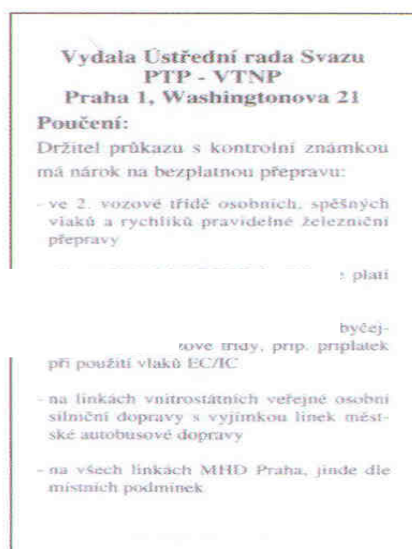 Vydala Ústřední rada Svazu
PTP - VTNP
Praha 1, Washingtonova 21
Poučení:
Držitel průkazu s kontrolní známkou
má nárok na bezplatnou přepravu:
- ve 2. vozové třídě osobních, spěšných
vlaků a rychlíků pravidelné železniční
přepravy
platí
byčej-
tové třídy, příp. příplatek
při použití vlaků EC/IC
- na linkách vnitrostátních veřejné osobní
silniční dopravy s vyjímkou linek měst-
ské autobusové dopravy
- na všech linkách MHD Praha, jinde dle
místních podmínek